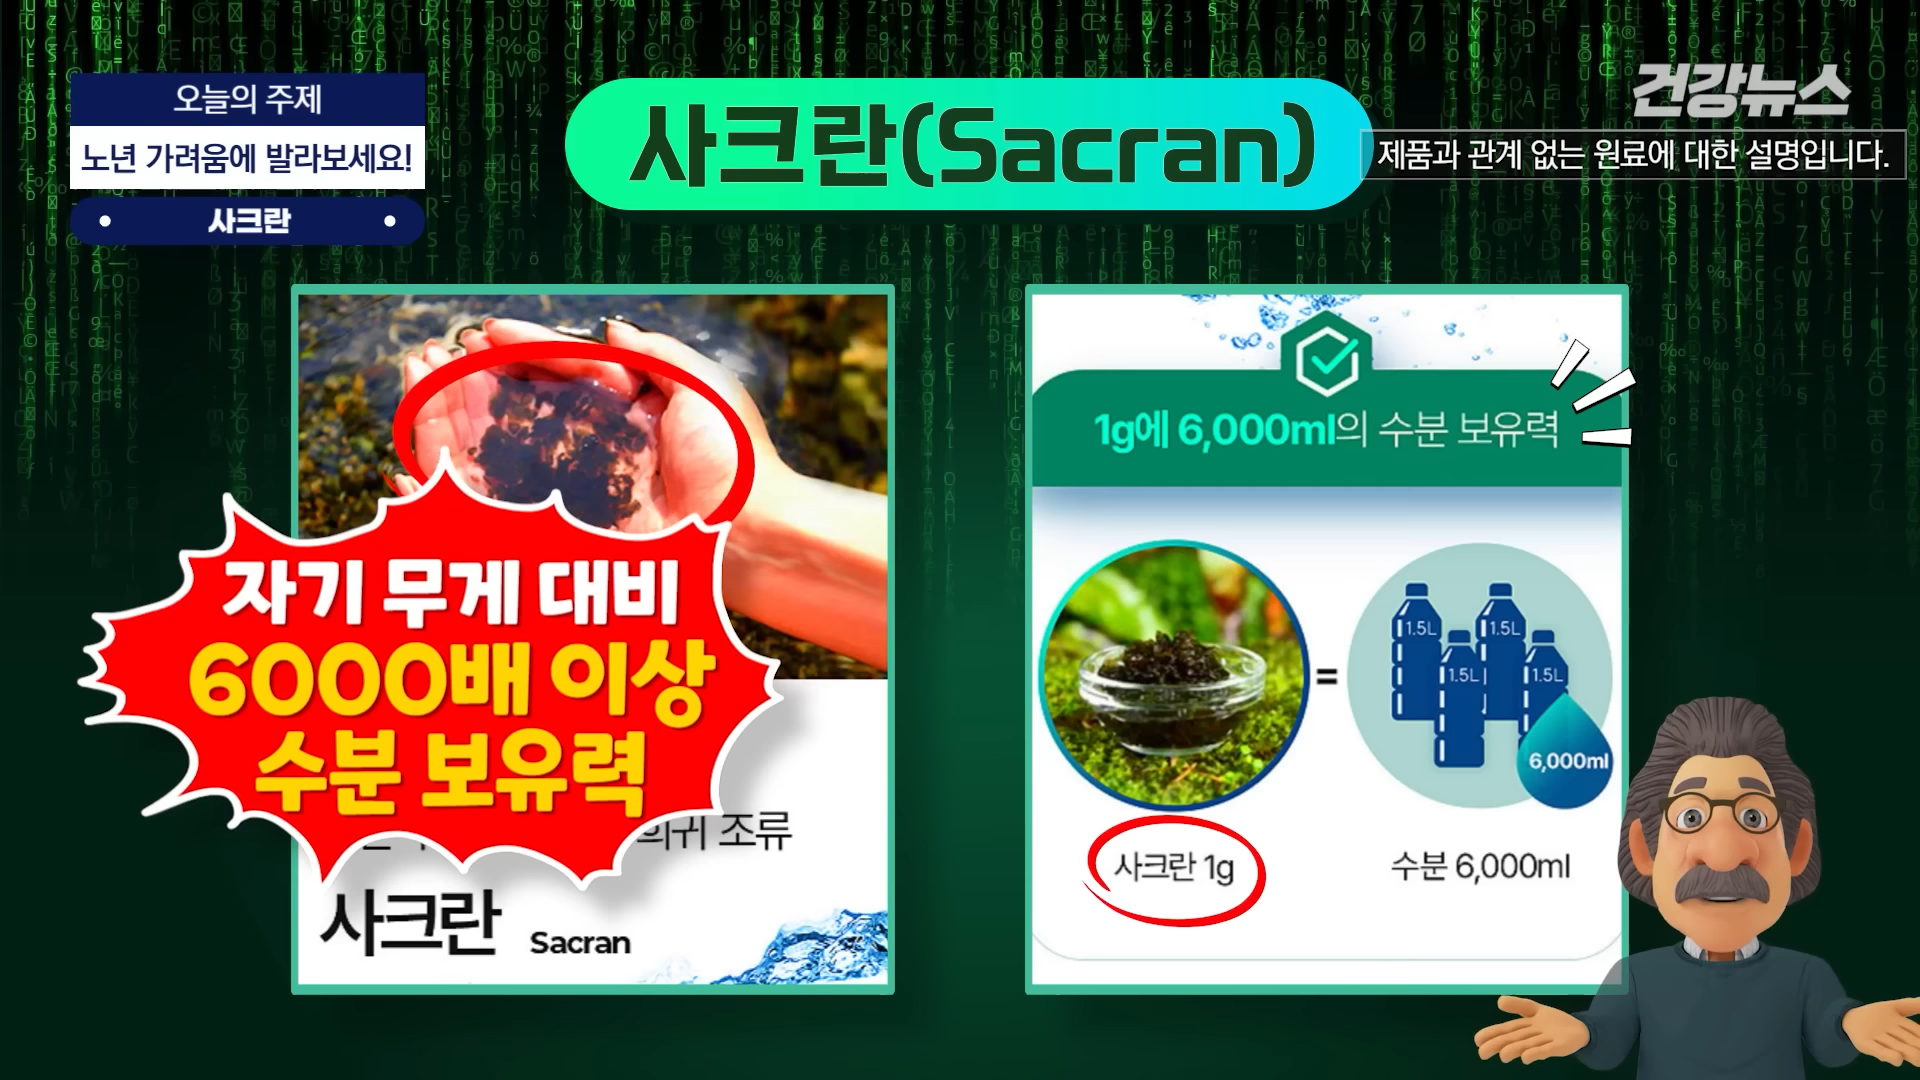 오늘의 주제
노년 가려움에 발라보세요!
사크란
사크란(Sacran)
건강뉴스
제품과 관계 없는 원료에 대한 설명입니다.
자기 무게 대비
6000배 이상
수분 보유력
희귀 조류
사크란 Sacran
1g에 6,000ml의 수분 보유력
1.5L 1.5L
1.5L 1.5L
=
6,000ml
사크란 1g
수분 6,000ml